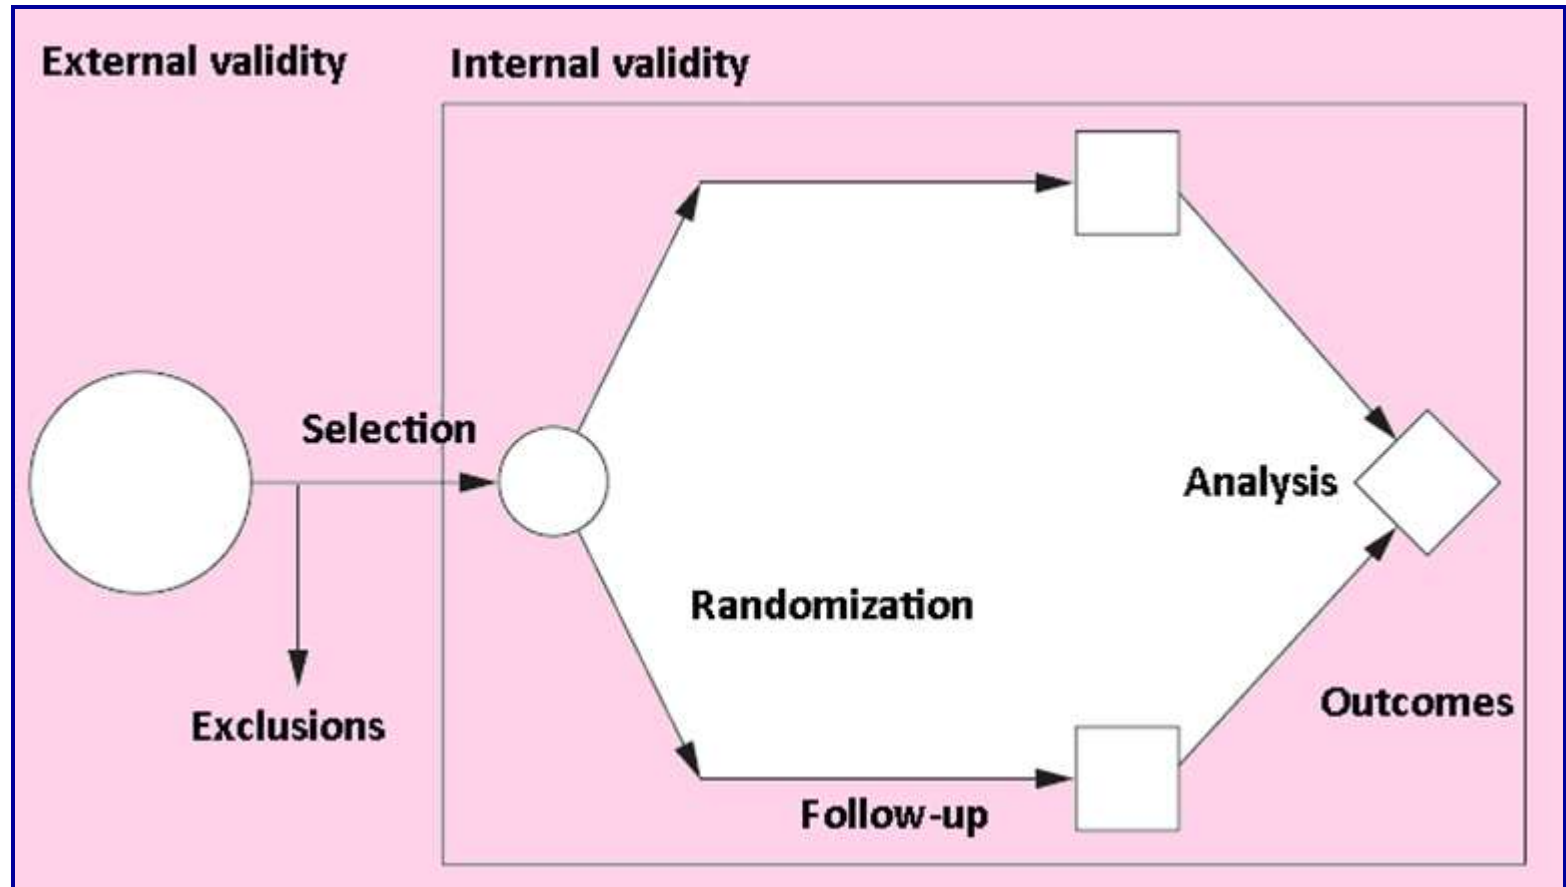 External validity
Internal validity
Selection
Analysis
Randomization
Outcomes
Exclusions
Follow-up